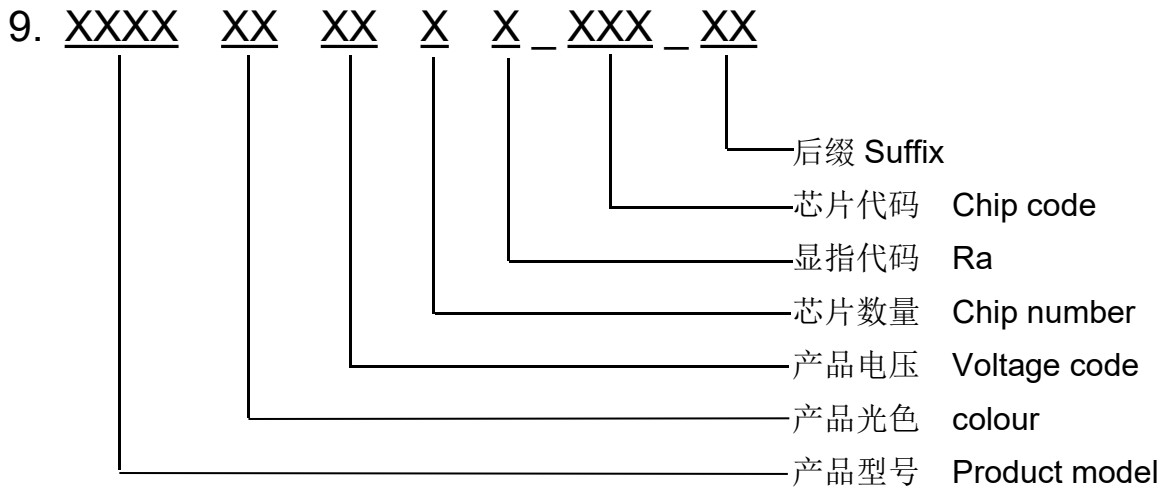 9. XXXX XX XX X X _ XXX _ XX
后缀 Suffix
芯片代码 Chip code
显指代码 Ra
芯片数量 Chip number
产品电压 Voltage code
产品光色 colour
产品型号 Product model